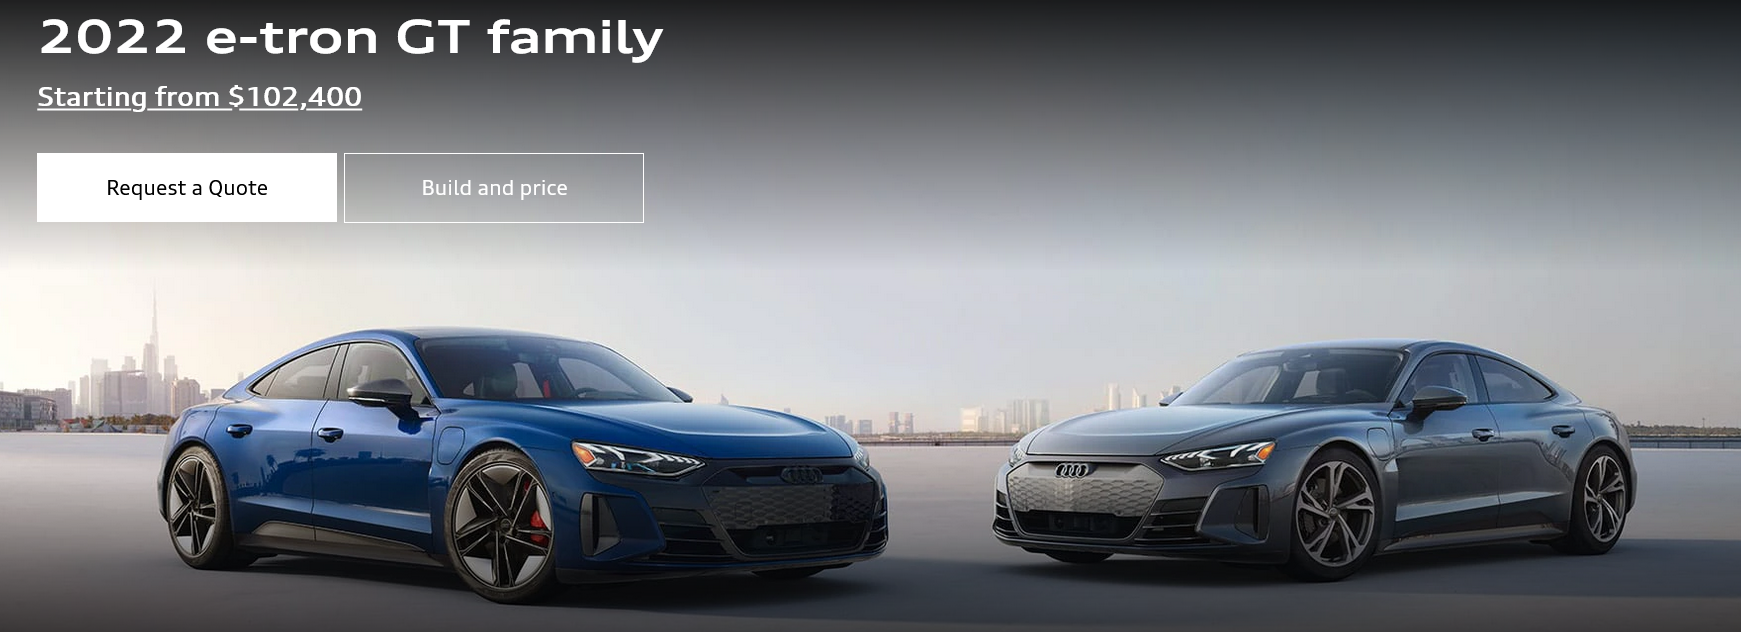 2022 e-tron GT family
Starting from $102,400
Request a Quote
Build and price